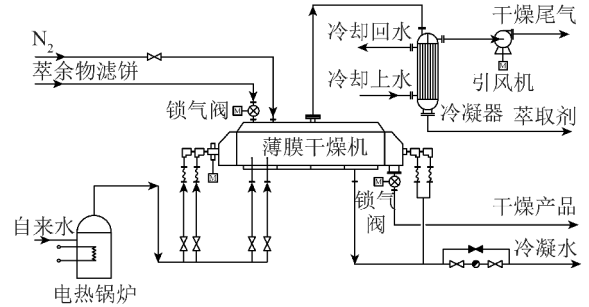 冷却回水
干燥尾气
N2
萃余物滤饼
冷却上水
引风机
M
锁气阀
M
冷凝器
萃取剂
薄膜干燥机
M
M
锁气
阀
干燥产品
自来水
冷凝水
电热锅炉